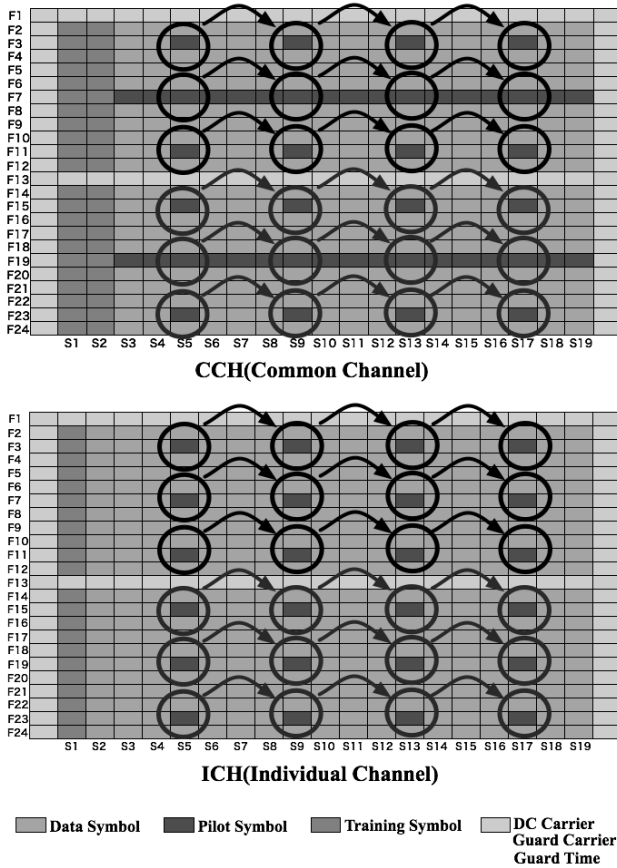 F1
F2
F3
F4
F5
F6
F7
F8
F9
F10
F11
F12
F13
F14
F15
F16
F17
F18
F19
F20
F21
F22
F23
F24
S1 S2 S3 S4 S5 S6 S7 S8 S9 S10 S11 S12 S13 S14 S15 S16 S17 S18 S19
CCH(Common Channel)
F1
F2
F3
F4
F5
F6
F7
F8
F9
F10
F11
F12
F13
F14
F15
F16
F17
F18
F19
F20
F21
F22
F23
F24
S1 S2 S3 S4 S5 S6 S7 S8 S9 S10 S11 S12 S13 S14 S15 S16 S17 S18 S19
ICH(Individual Channel)
Data Symbol Pilot Symbol Training Symbol DC Carrier
Guard Carrier
Guard Time